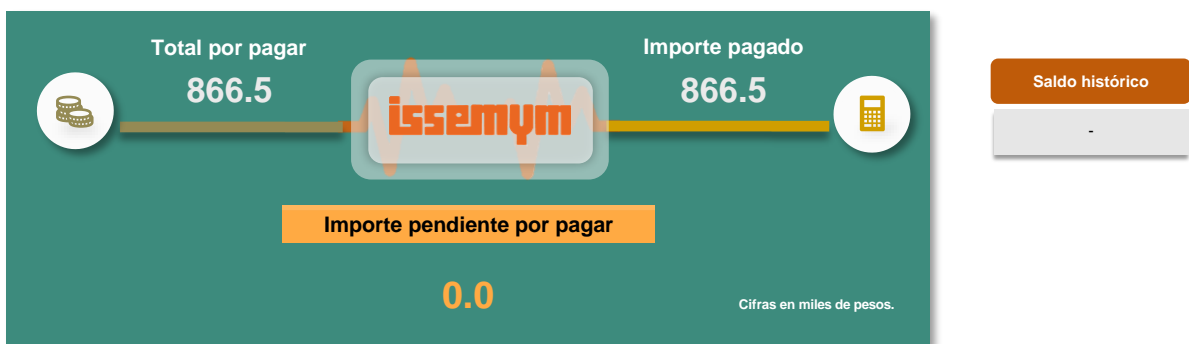 Total por pagar
866.5
issemym
Importe pagado
866.5
Importe pendiente por pagar
0.0
Cifras en miles de pesos.
Saldo histórico
-